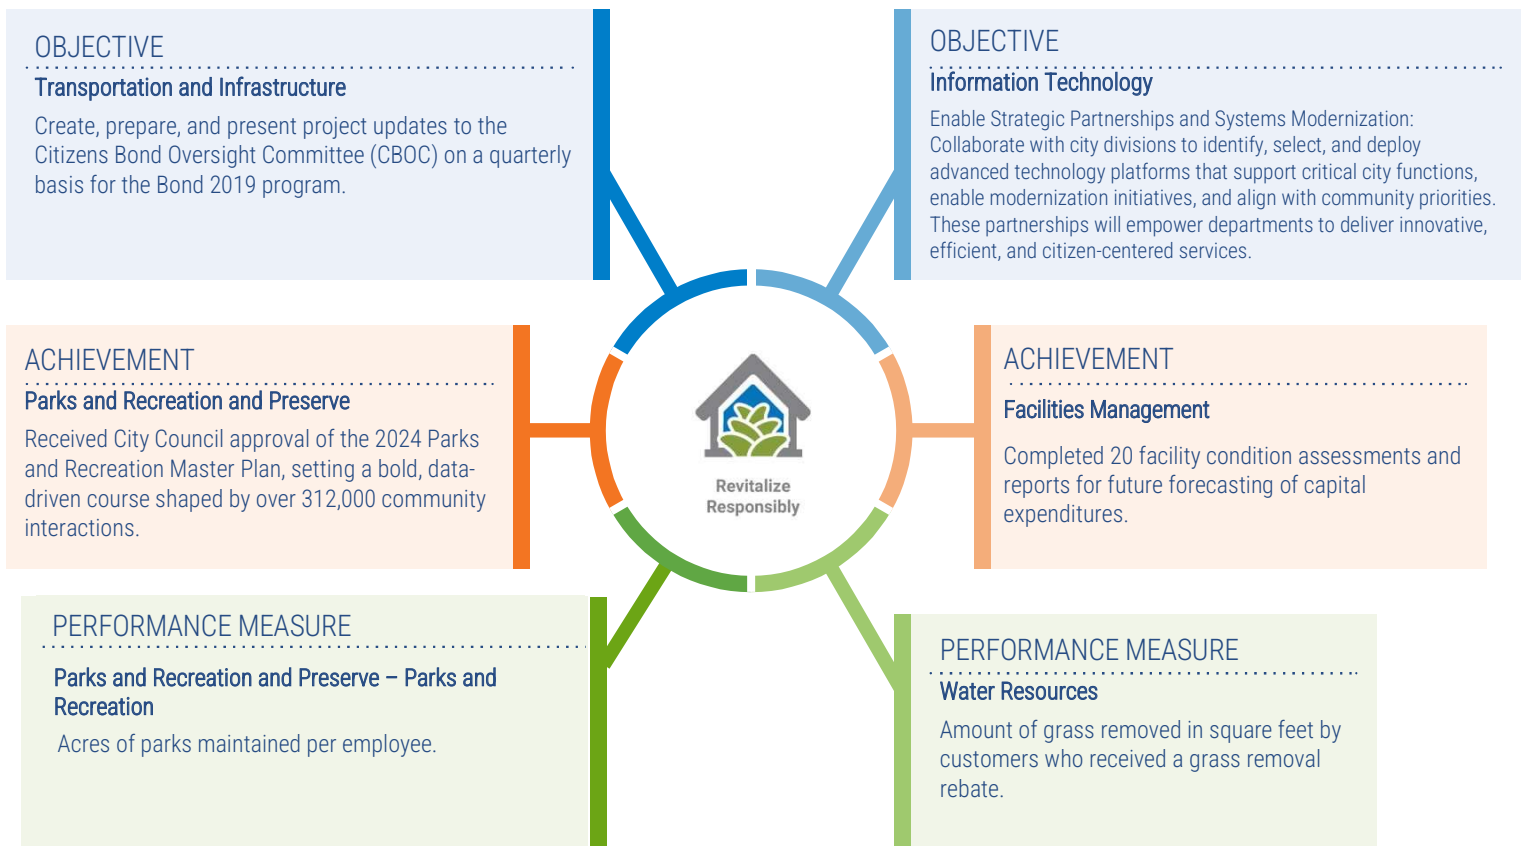 OBJECTIVE
Transportation and Infrastructure
Create, prepare, and present project updates to the
Citizens Bond Oversight Committee (CBOC) on a quarterly
basis for the Bond 2019 program.
OBJECTIVE
Information Technology
Enable Strategic Partnerships and Systems Modernization:
Collaborate with city divisions to identify, select, and deploy
advanced technology platforms that support critical city functions,
enable modernization initiatives, and align with community priorities.
These partnerships will empower departments to deliver innovative,
efficient, and citizen-centered services.
ACHIEVEMENT
Parks and Recreation and Preserve
Received City Council approval of the 2024 Parks
and Recreation Master Plan, setting a bold, data-
driven course shaped by over 312,000 community
interactions.
Revitalize
Responsibly
ACHIEVEMENT
Facilities Management
Completed 20 facility condition assessments and
reports for future forecasting of capital
expenditures.
PERFORMANCE MEASURE
Parks and Recreation and Preserve – Parks and
Recreation
Acres of parks maintained per employee.
PERFORMANCE MEASURE
Water Resources
Amount of grass removed in square feet by
customers who received a grass removal
rebate.